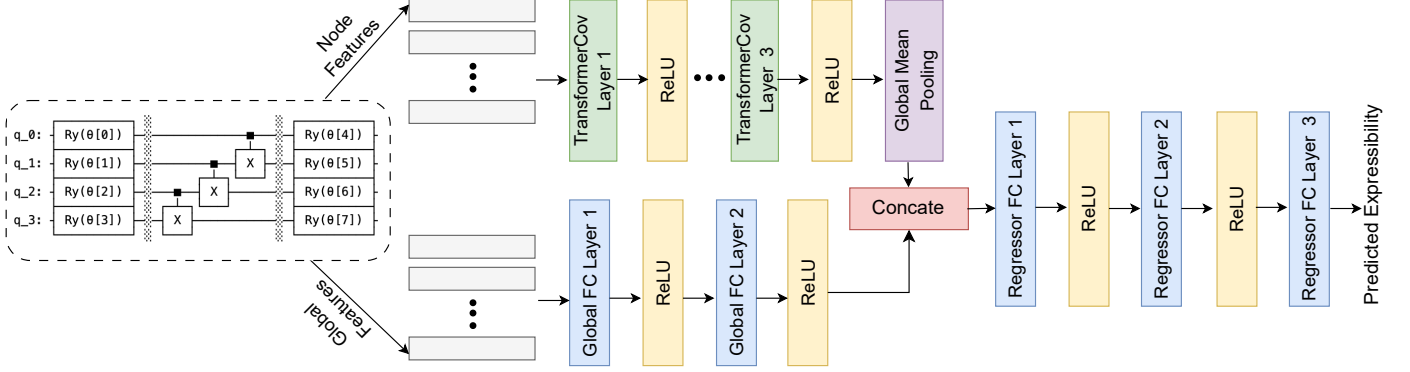 Node
Features
q_0:
Ry(θ[0])
Ry(θ[4])
q_1:
Ry(θ[1])
X
Ry(θ[5])
q_2:
Ry(θ[2])
X
Ry(θ[6])
q_3:
Ry(θ[3])
X
Ry(θ[7])
Global
Features
TransformerCov
Layer 1
ReLU
TransformerCov
Layer 3
ReLU
Global Mean
Pooling
Global FC Layer 1
ReLU
Global FC Layer 2
ReLU
Concate
Regressor FC Layer 1
ReLU
Regressor FC Layer 2
ReLU
Regressor FC Layer 3
Predicted Expressibility